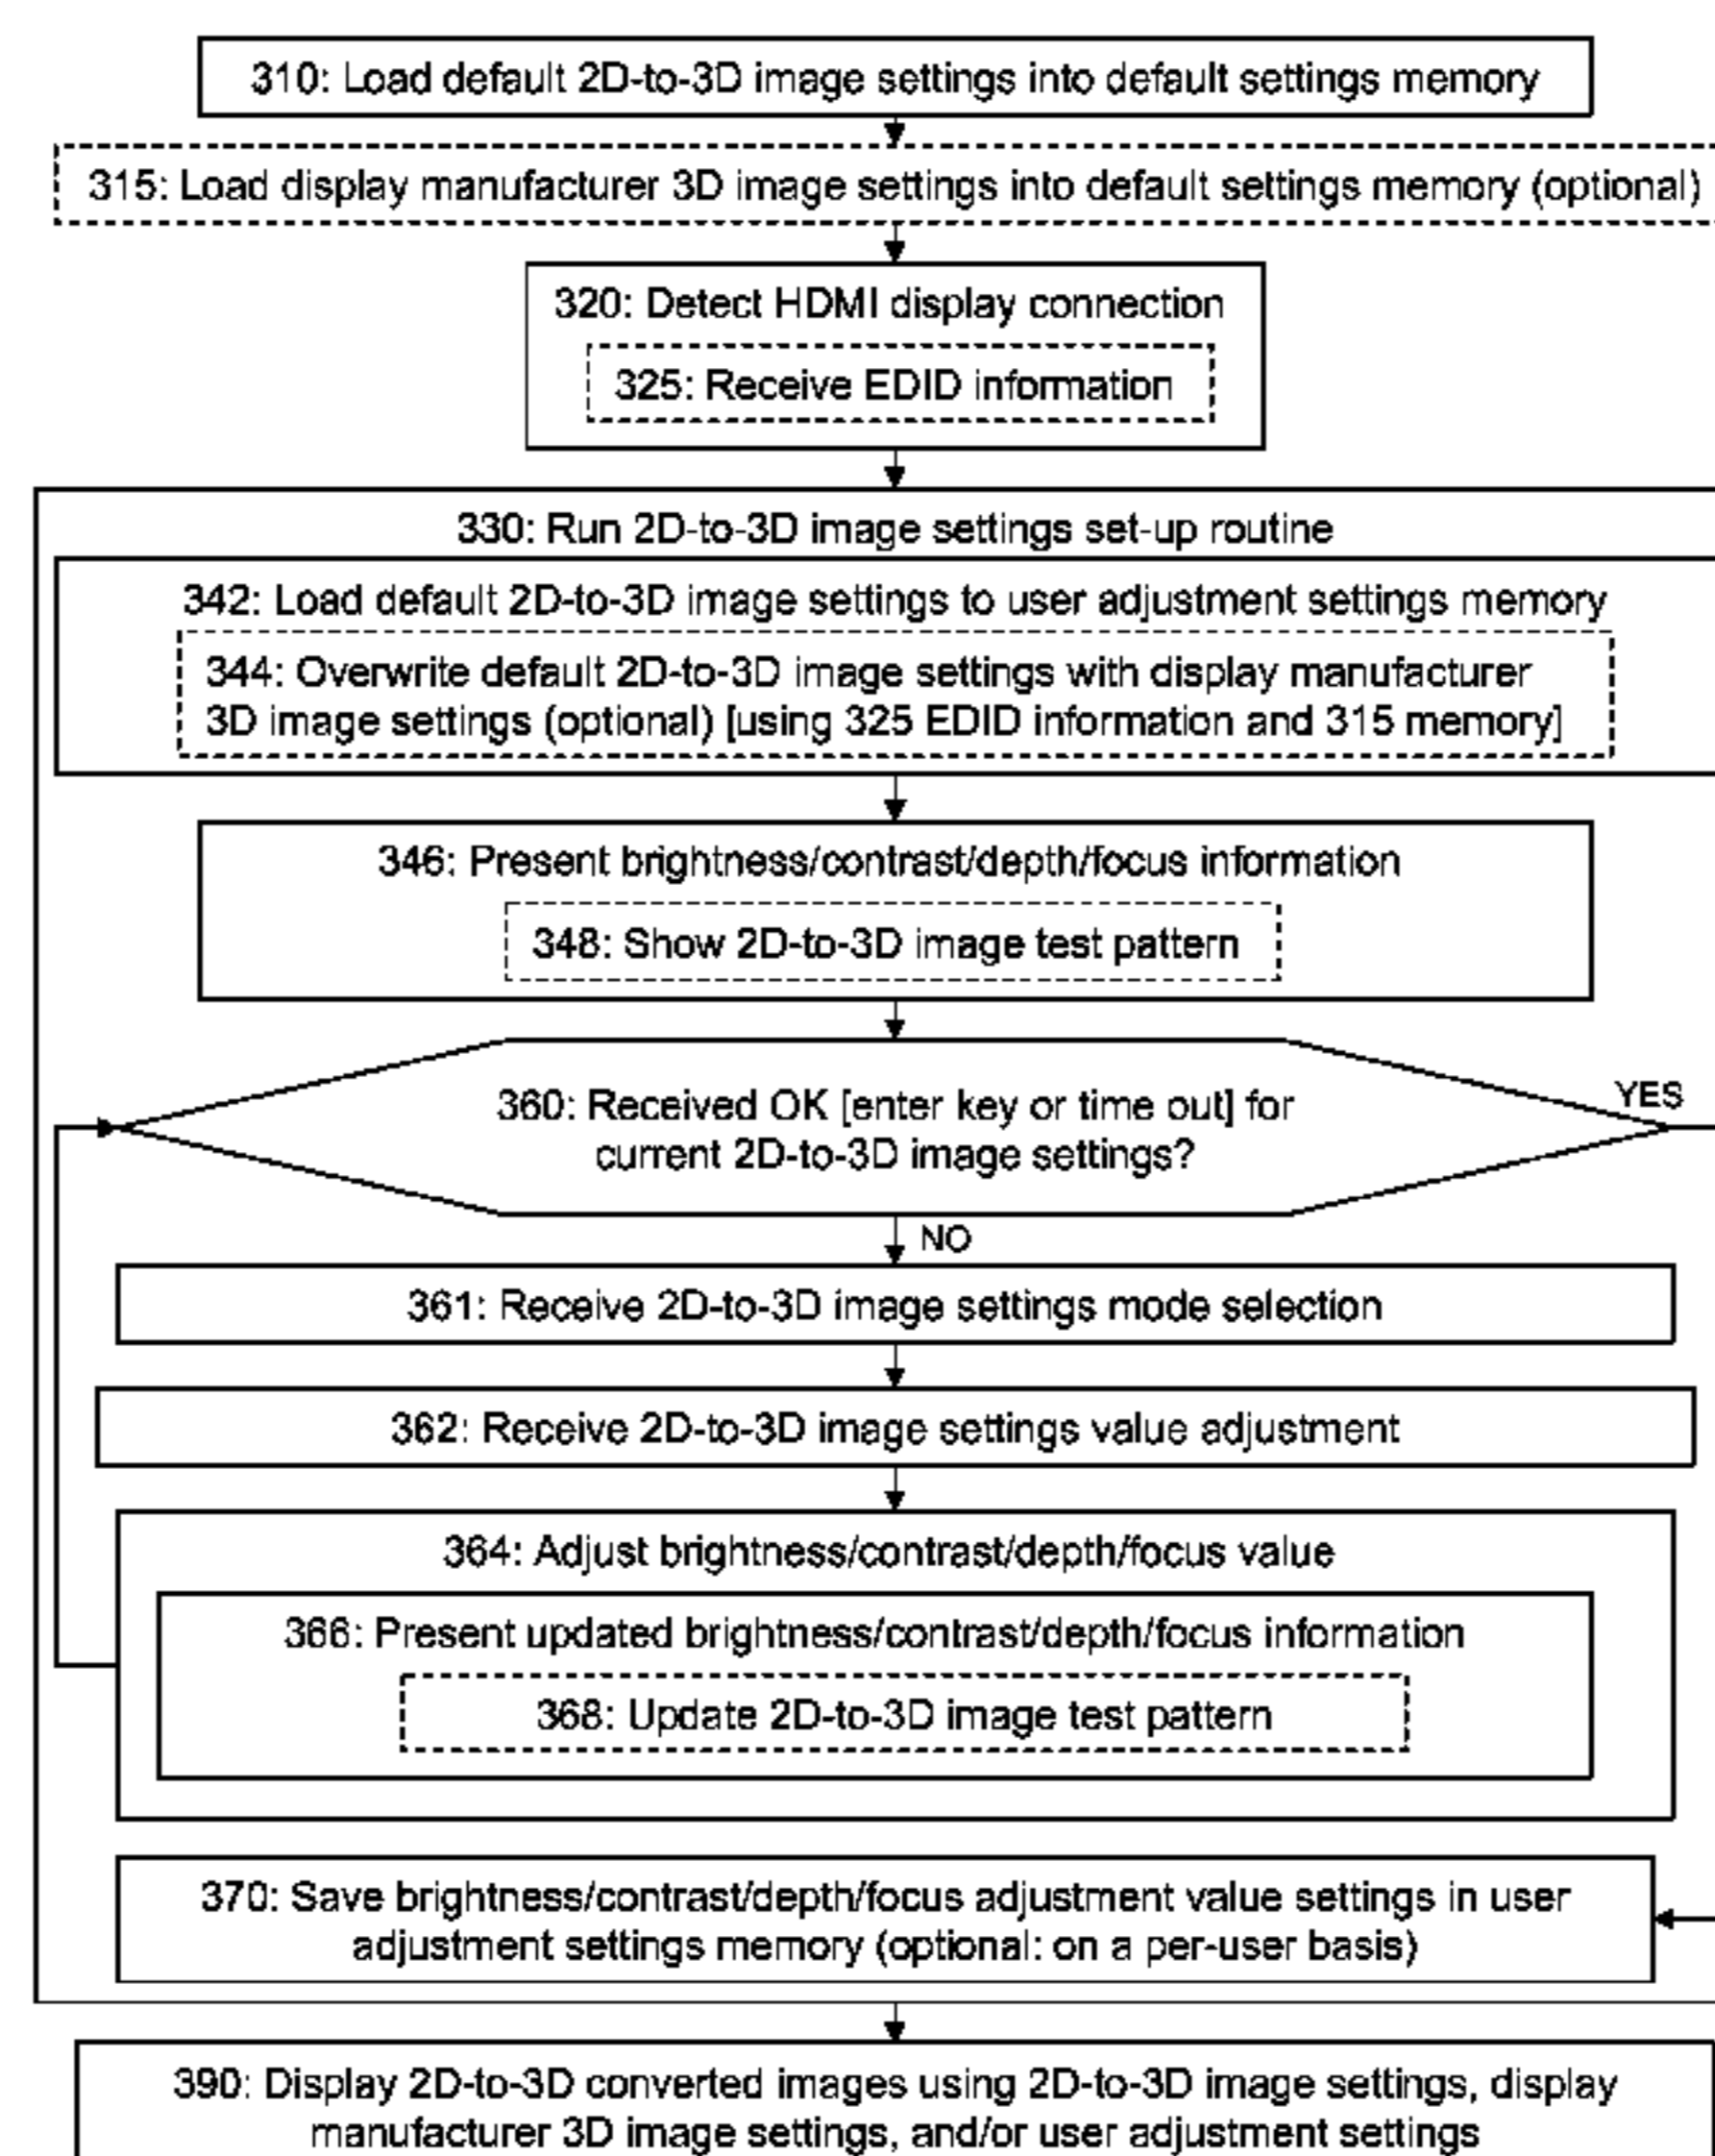 310: Load default 2D-to-3D image settings into default settings memory
315: Load display manufacturer 3D image settings into default settings memory (optional)
320: Detect HDMI display connection
325: Receive EDID information
330: Run 2D-to-3D image settings set-up routine
342: Load default 2D-to-3D image settings to user adjustment settings memory
344: Overwrite default 2D-to-3D image settings with display manufacturer
3D image settings (optional) [using 325 EDID information and 315 memory]
346: Present brightness/contrast/depth/focus information
348: Show 2D-to-3D image test pattern
YES
360: Received OK [enter key or time out] for
current 2D-to-3D image settings?
NO
361: Receive 2D-to-3D image settings mode selection
362: Receive 2D-to-3D image settings value adjustment
364: Adjust brightness/contrast/depth/focus value
366: Present updated brightness/contrast/depth/focus information
368: Update 2D-to-3D image test pattern
370: Save brightness/contrast/depth/focus adjustment value settings in user
adjustment settings memory (optional: on a per-user basis)
390: Display 2D-to-3D converted images using 2D-to-3D image settings, display
manufacturer 3D image settings, and/or user adjustment settings